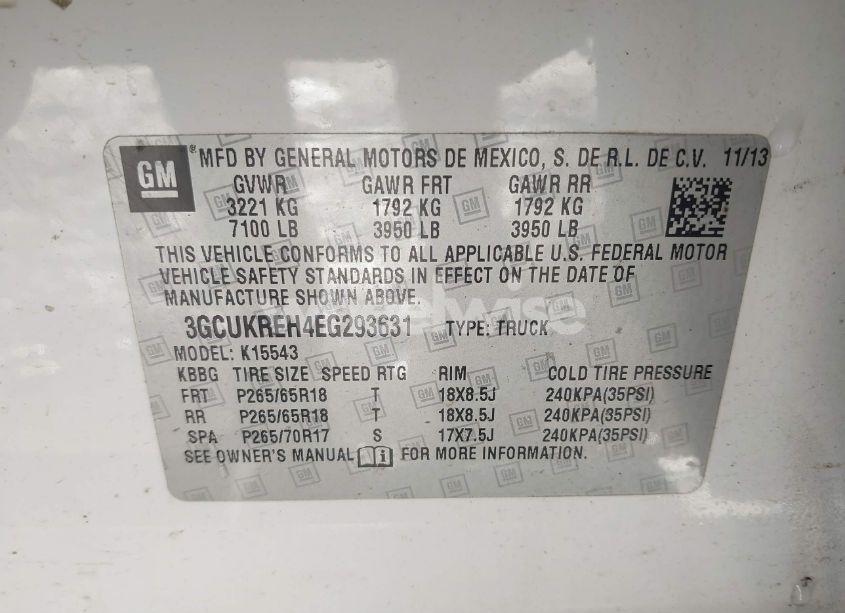 GM ® MFD BY GENERAL MOTORS DE MEXICO, S. DE R.L. DE C.V. 11/13
GVWR GAWR FRT GAWR RR
3221 KG 1792 KG 1792 KG
7100 LB 3950 LB 3950 LB
THIS VEHICLE CONFORMS TO ALL APPLICABLE U.S. FEDERAL MOTOR
VEHICLE SAFETY STANDARDS IN EFFECT ON THE DATE OF
MANUFACTURE SHOWN ABOVE.
3GCUKREH4EG293631 TYPE: TRUCK
MODEL: K15543
KBBG TIRE SIZE SPEED RTG RIM COLD TIRE PRESSURE
FRT P265/65R18 T 18X8.5J 240KPA(35PSI)
RR P265/65R18 T 18X8.5J 240KPA(35PSI)
SPA P265/70R17 S 17X7.5J 240KPA(35PSI)
SEE OWNER'S MANUAL FOR MORE INFORMATION.